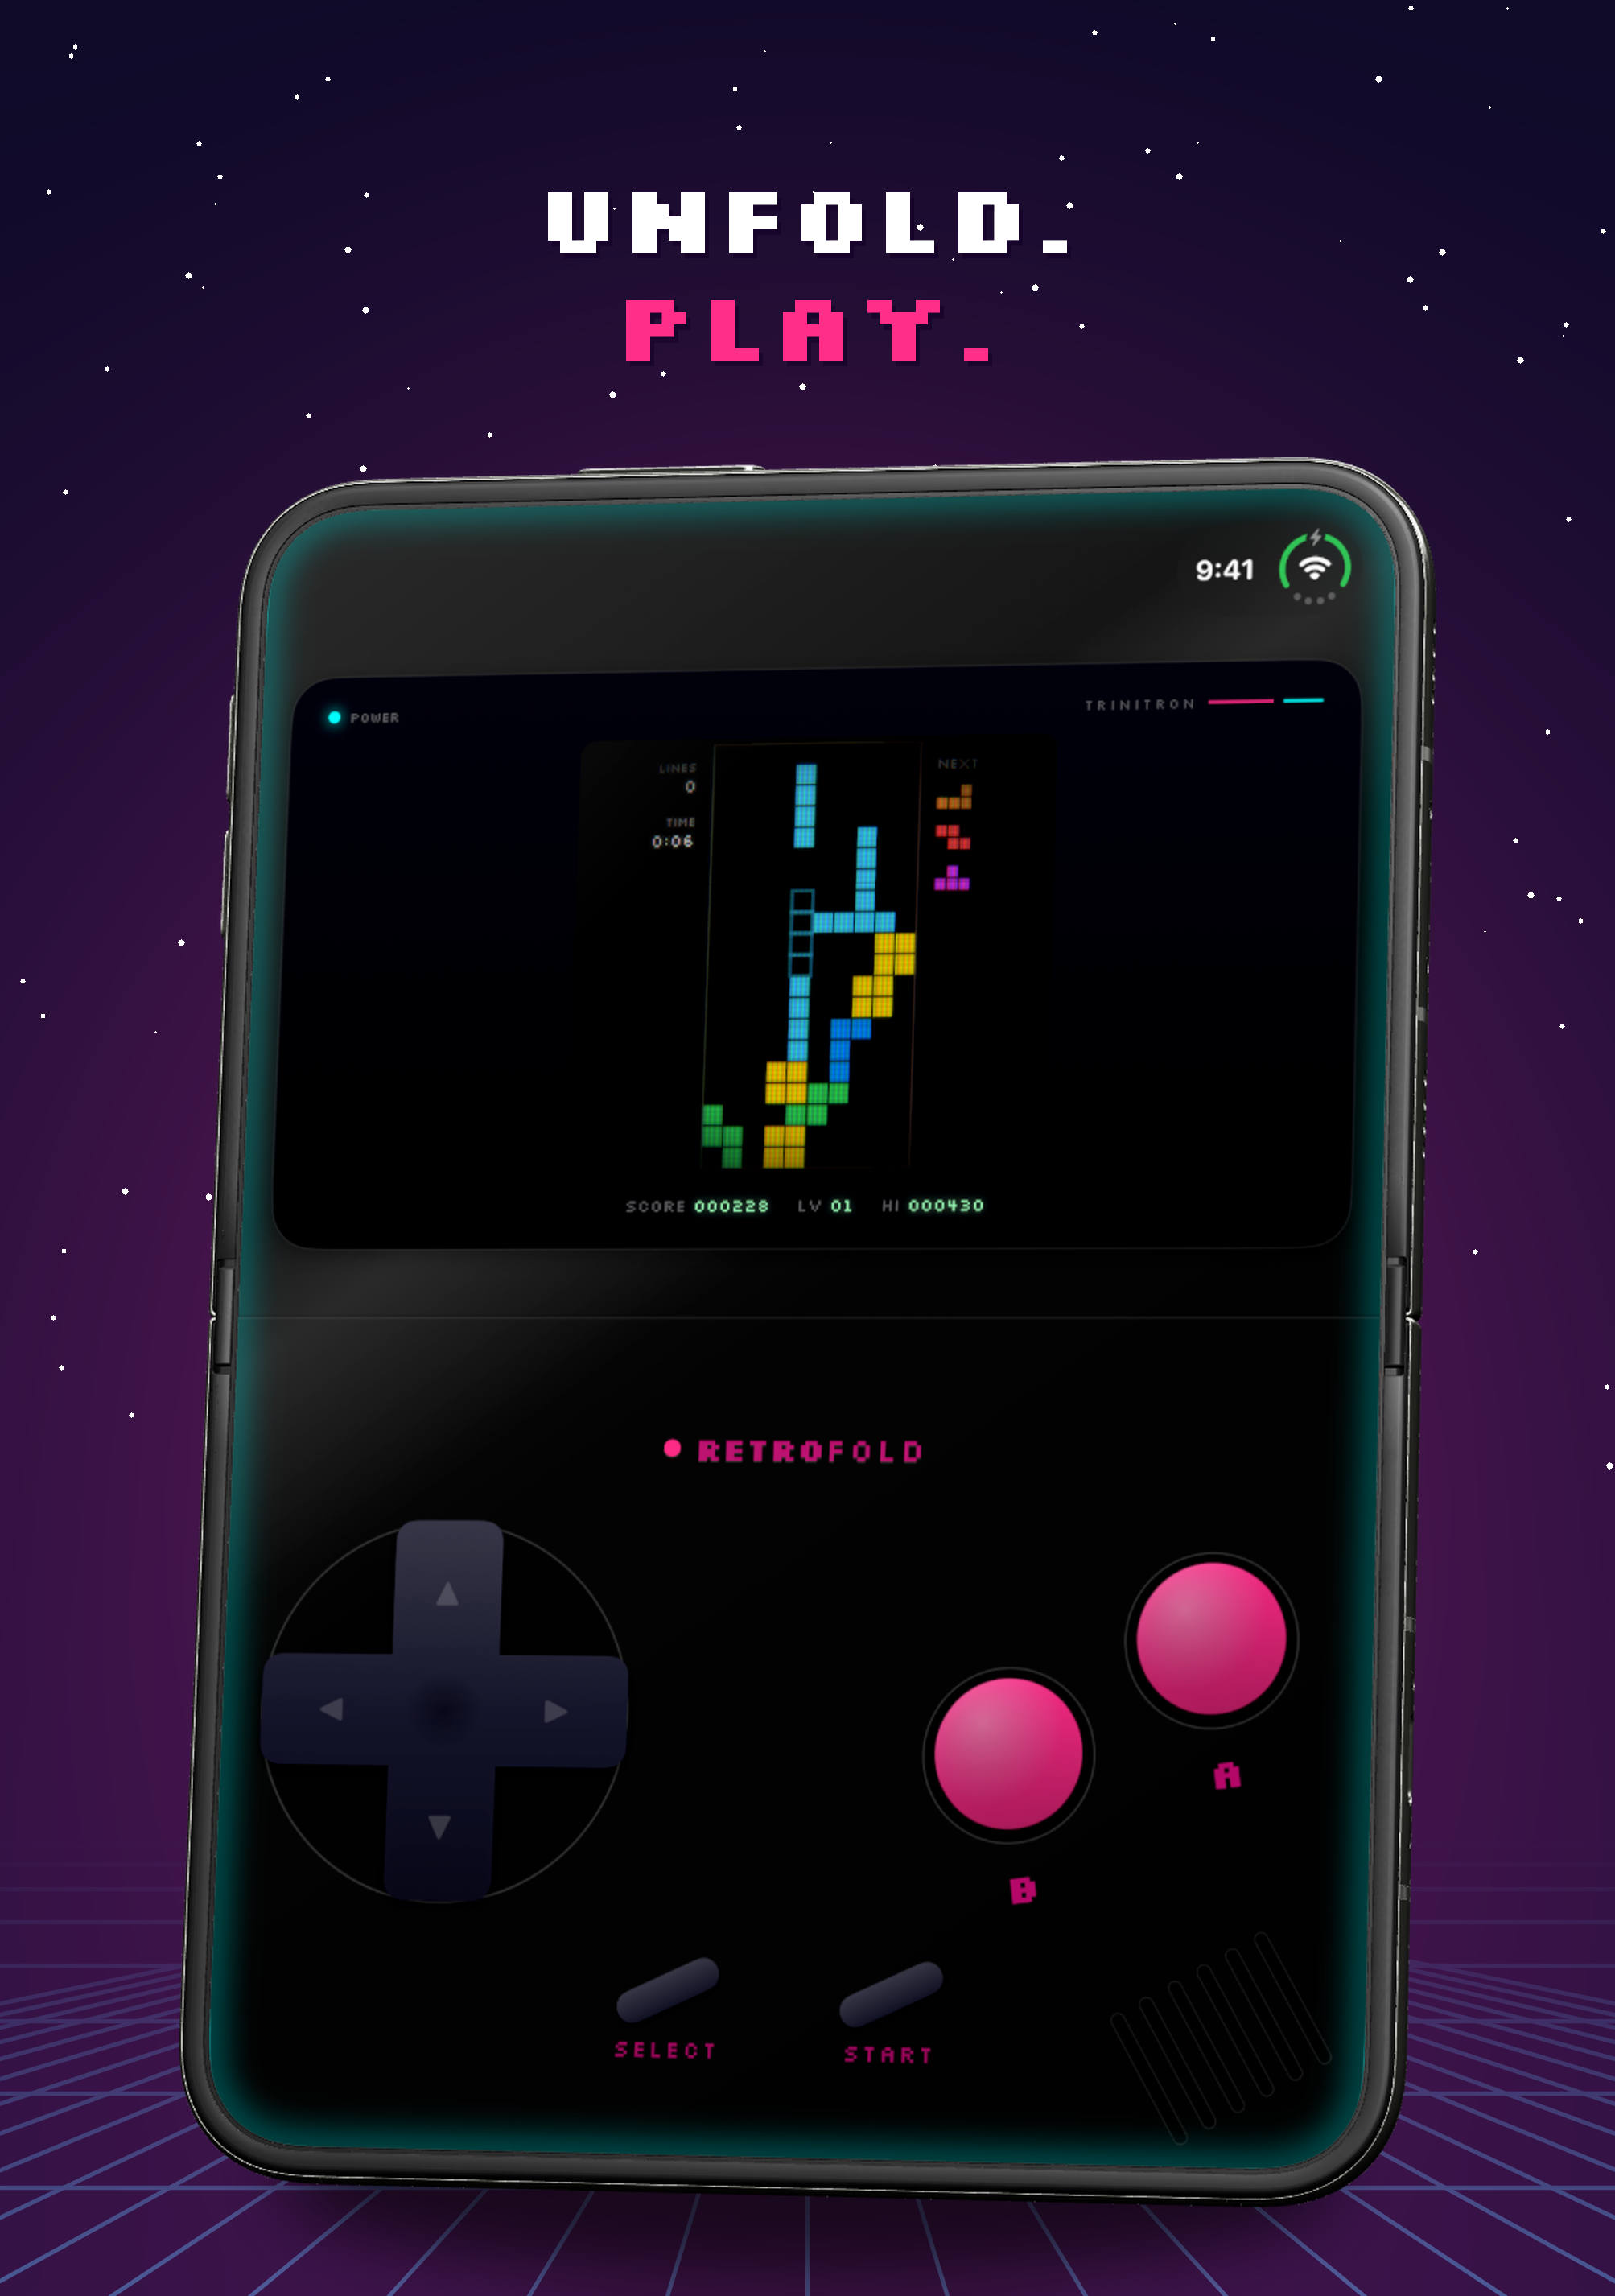 UNFOLD.
PLAY.
9:41
POWER
TRINITRON
LINES
0
TIME
0:06
NEXT
SCORE 000228 LV 01 HI 000430
RETROFOLD
A
B
SELECT
START